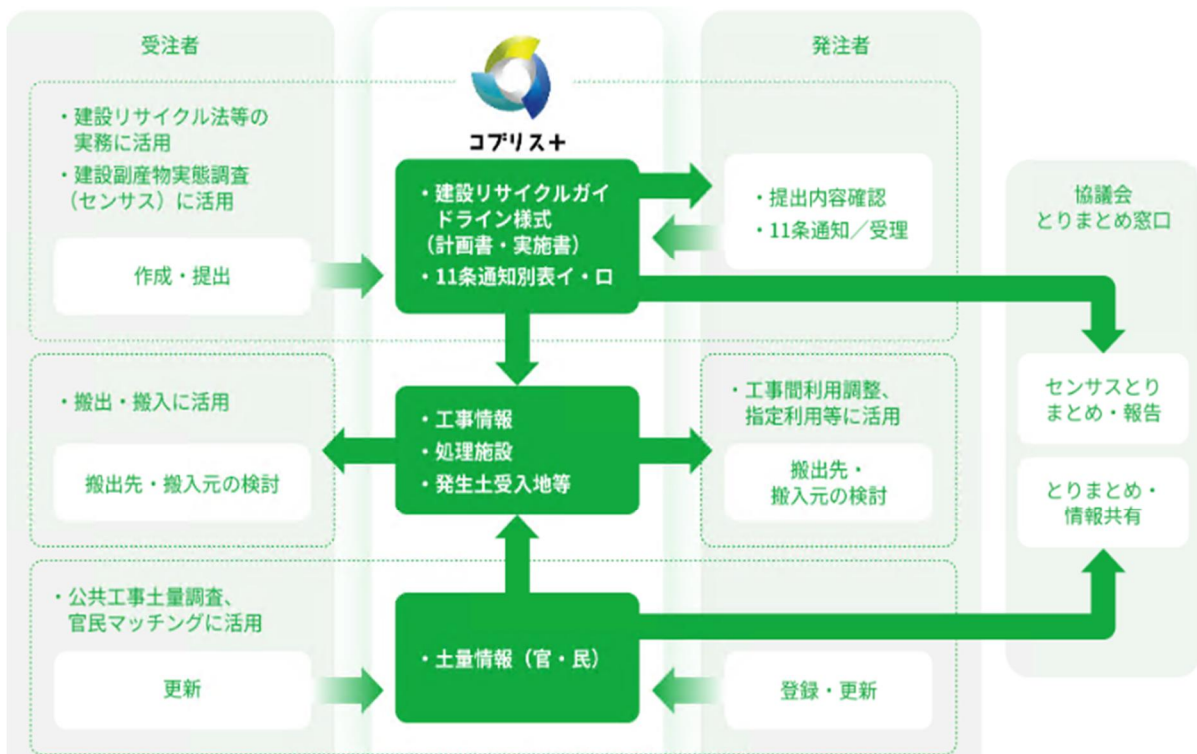 受注者
発注者
・建設リサイクル法等の
実務に活用
・建設副産物実態調査
(センサス)に活用
作成・提出
コブリス+
・建設リサイクルガイ
ドライン様式
(計画書・実施書)
・11条通知別表イ・ロ
・提出内容確認
・11条通知/受理
協議会
とりまとめ窓口
・搬出・搬入に活用
搬出先・搬入元の検討
・工事情報
・処理施設
・発生土受入地等
・工事間利用調整、
指定利用等に活用
搬出先・
搬入元の検討
センサスとり
まとめ・報告
とりまとめ・
情報共有
・公共工事土量調査、
官民マッチングに活用
更新
・土量情報(官・民)
登録・更新